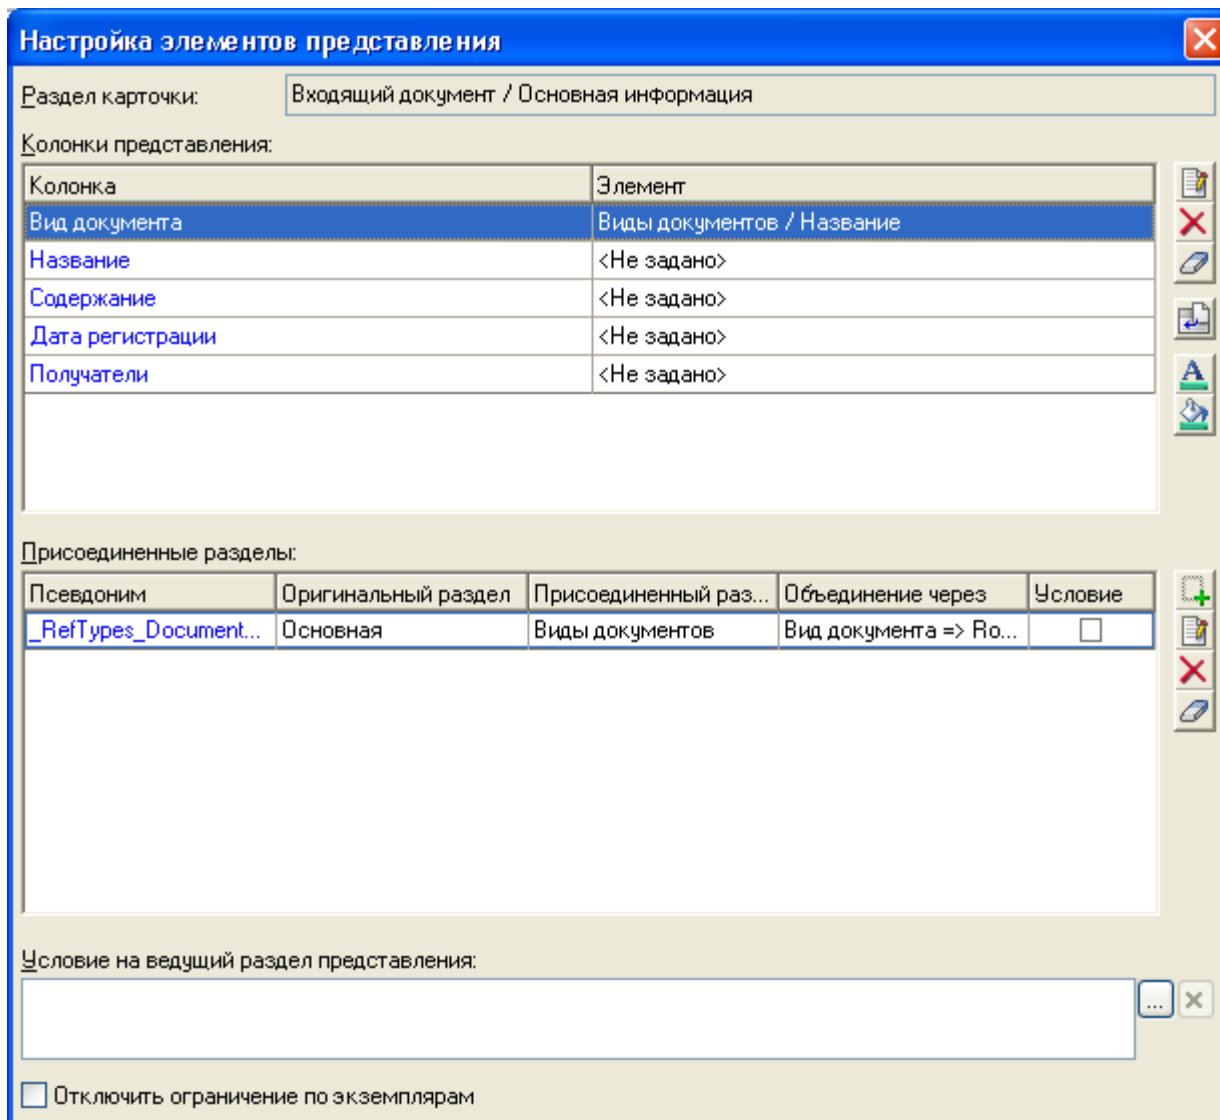 Настройка элементов представления
Раздел карточки: Входящий документ / Основная информация
Колонки представления:
Колонка Элемент
Вид документа Виды документов / Название
Название <Не задано>
Содержание <Не задано>
Дата регистрации <Не задано>
Получатели <Не задано>
Присоединенные разделы:
Псевдоним Оригинальный раздел Присоединенный раз... Объединение через Условие
_RefTypes_Document... Основная Виды документов Вид документа => Ro...
Условие на ведущий раздел представления:
...
Отключить ограничение по экземплярам